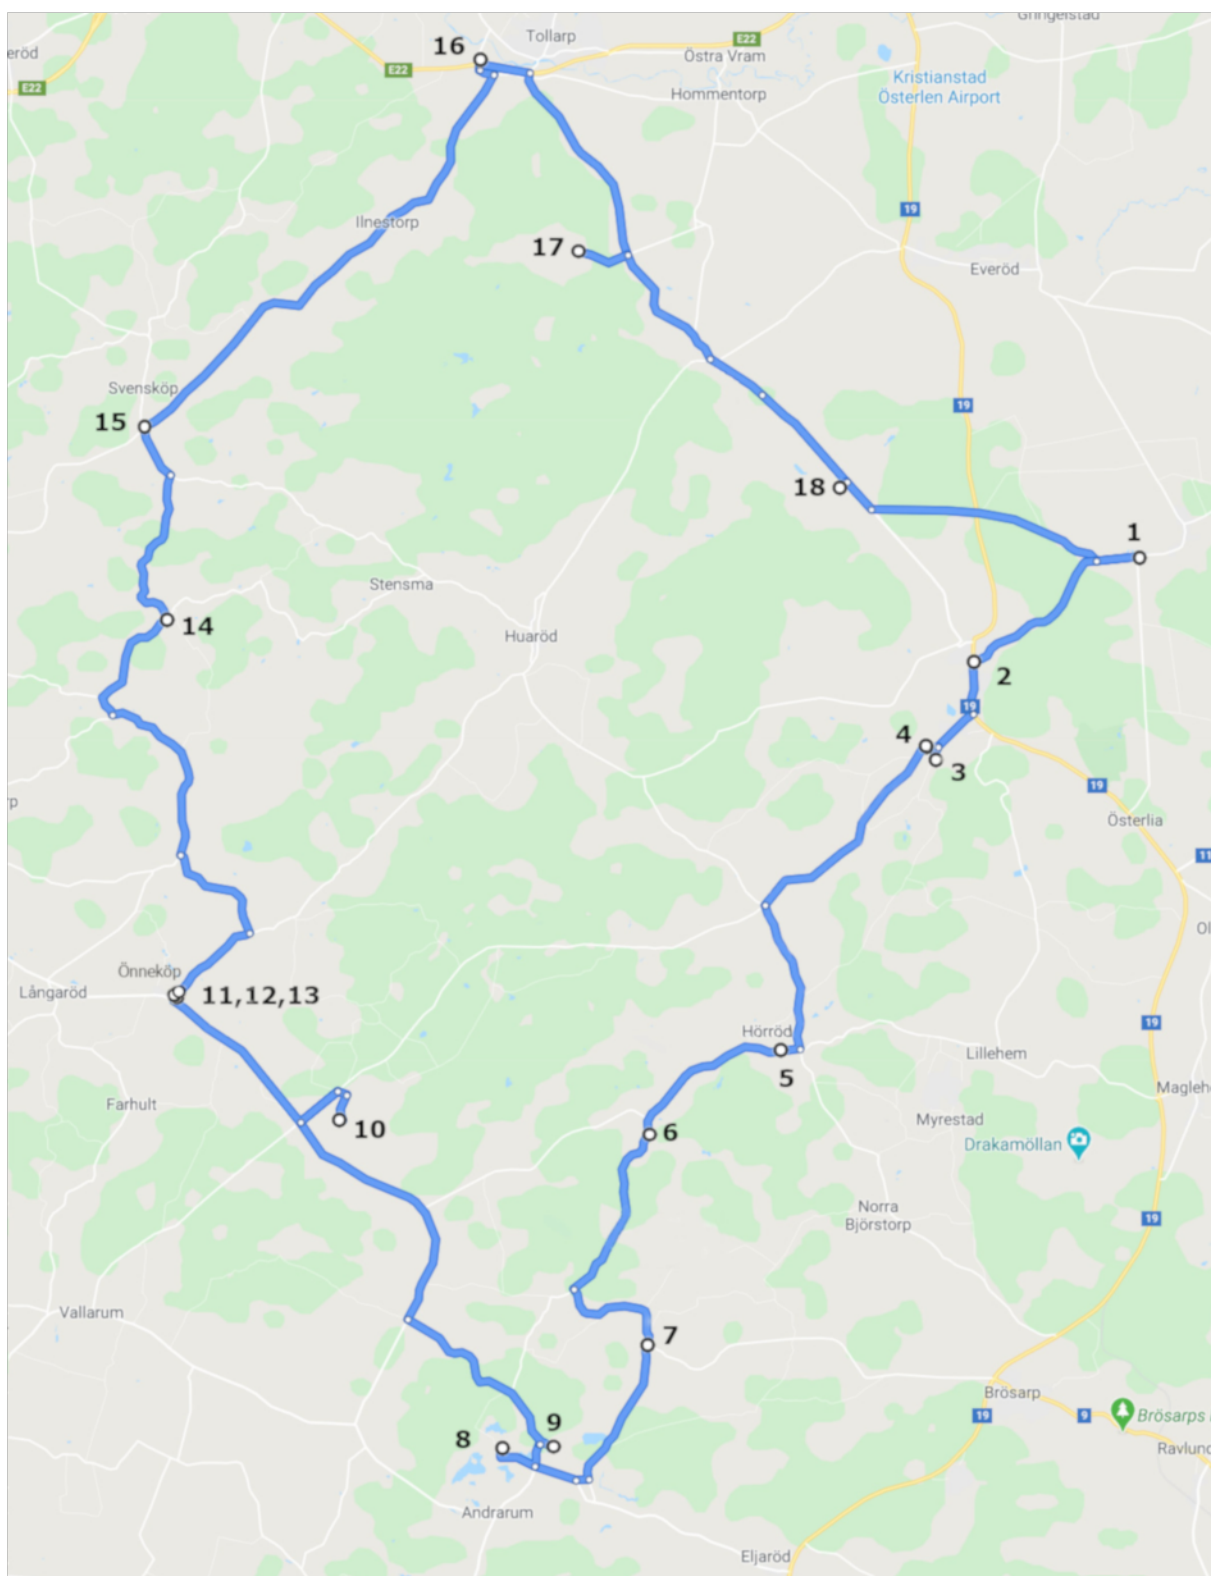 Gringelstad
Tollarp
16
E22
Östra Vram
eröd
E22
Kristianstad
Österlen Airport
E22
Hommentorp
19
Ilnestorp
17
Everöd
Svensköp
19
15
18
1
Stensma
14
Huaröd
2
19
4
3
19
Österlia
11
Önneköp
Långaröd
11,12,13
19
Hörröd
Lillehem
5
Farhult
10
6
Myrestad
Drakamöllan
Norra
Björstorp
19
Vallarum
7
Brösarp
19
9
Brösarps
8
9
Ravlund
Andrarum
Eljaröd